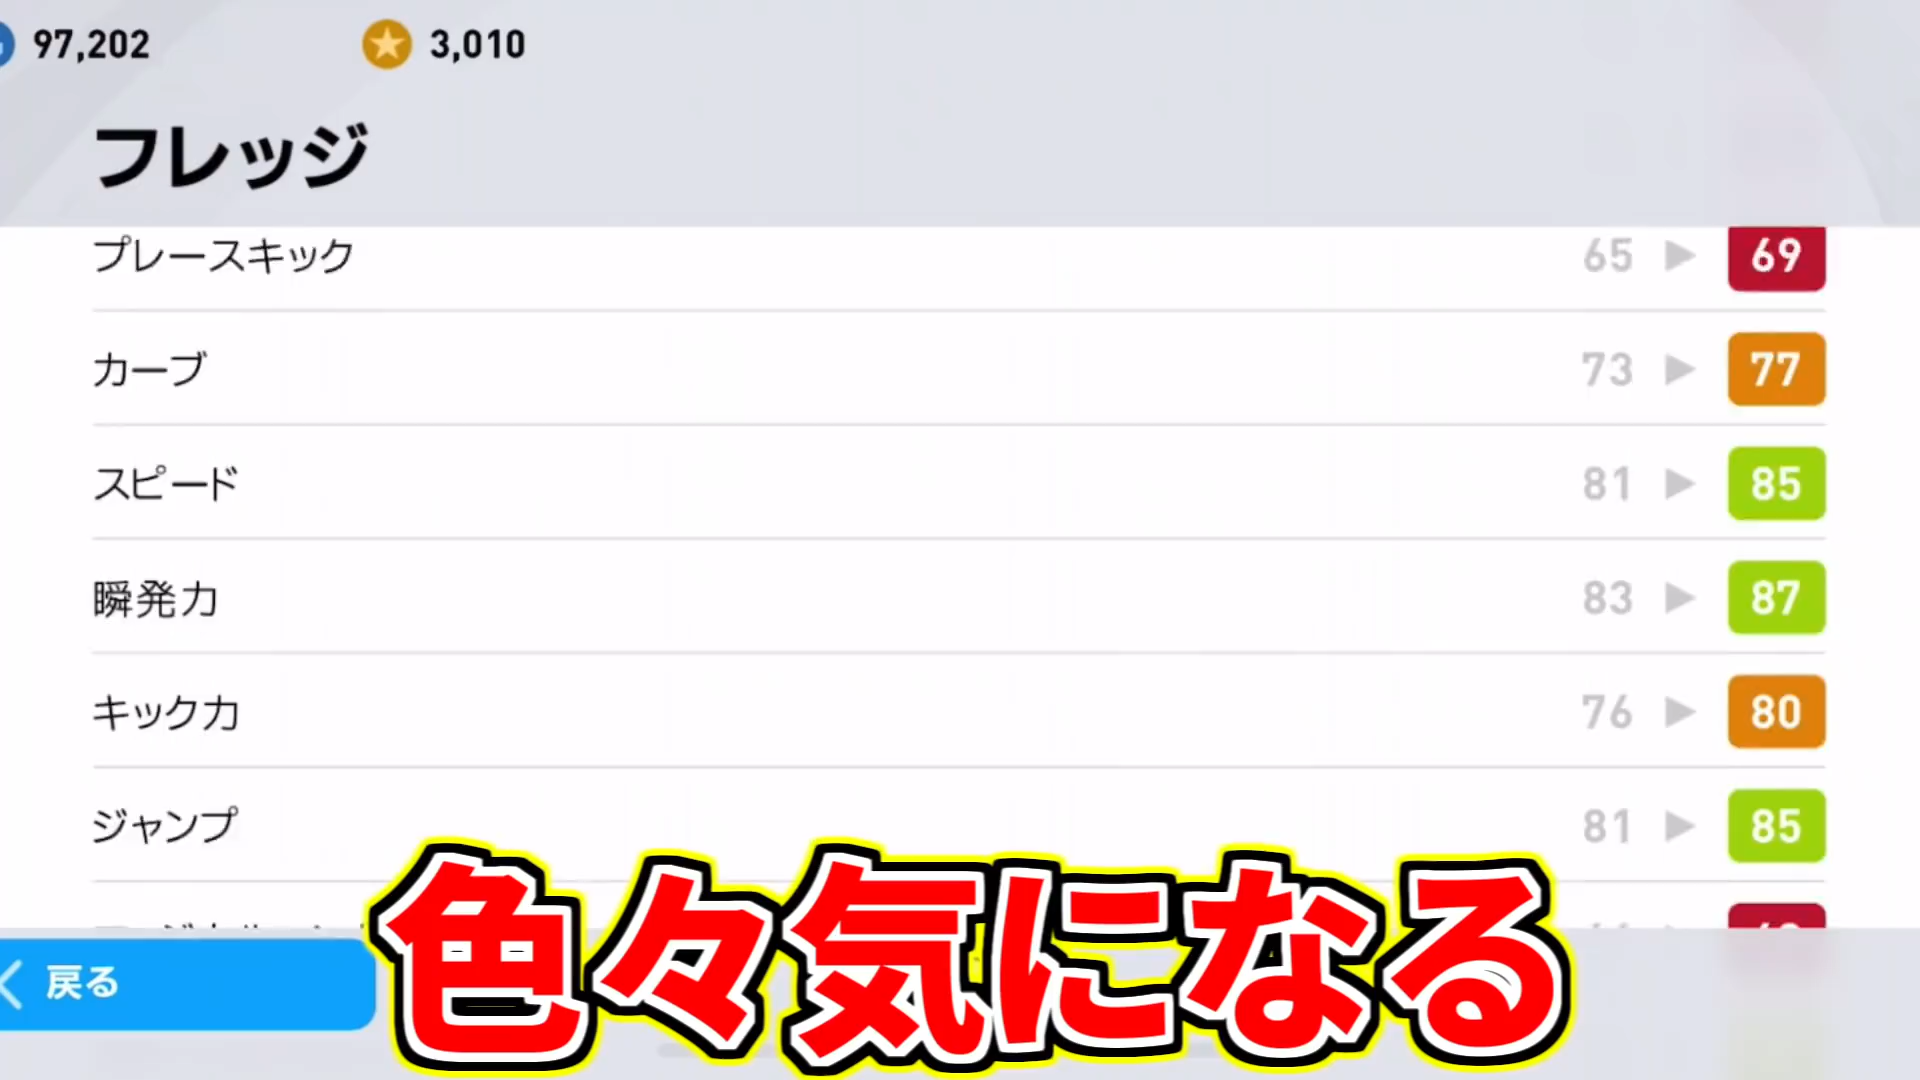 97,202 3,010
フレッジ
プレースキック 65 ▶ 69
カーブ 73 ▶ 77
スピード 81 ▶ 85
瞬発力 83 ▶ 87
キック力 76 ▶ 80
ジャンプ 81 ▶ 85
戻る
色々気になる